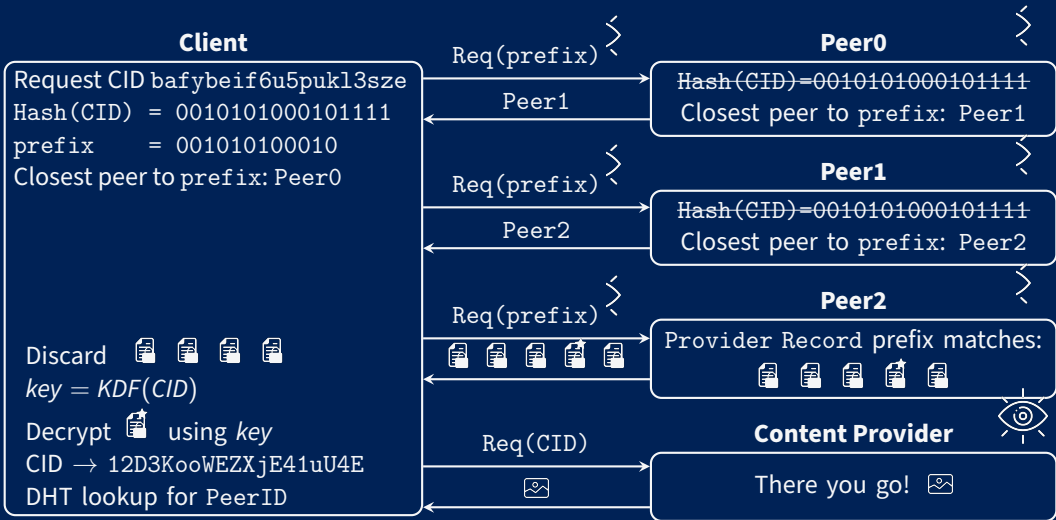 Client
Request CID bafybeif6u5pukl3sze
Hash(CID) = 0010101000101111
prefix = 001010100010
Closest peer to prefix: Peer0
Req(prefix)
Peer1
Peer0
Hash(CID)=0010101000101111
Closest peer to prefix: Peer1
Req(prefix)
Peer2
Peer1
Hash(CID)=0010101000101111
Closest peer to prefix: Peer2
Req(prefix)
Peer2
Provider Record prefix matches:
Discard
key = KDF(CID)
Decrypt using key
CID → 12D3KooWEZXjE41uU4E
DHT lookup for PeerID
Req(CID)
Content Provider
There you go!